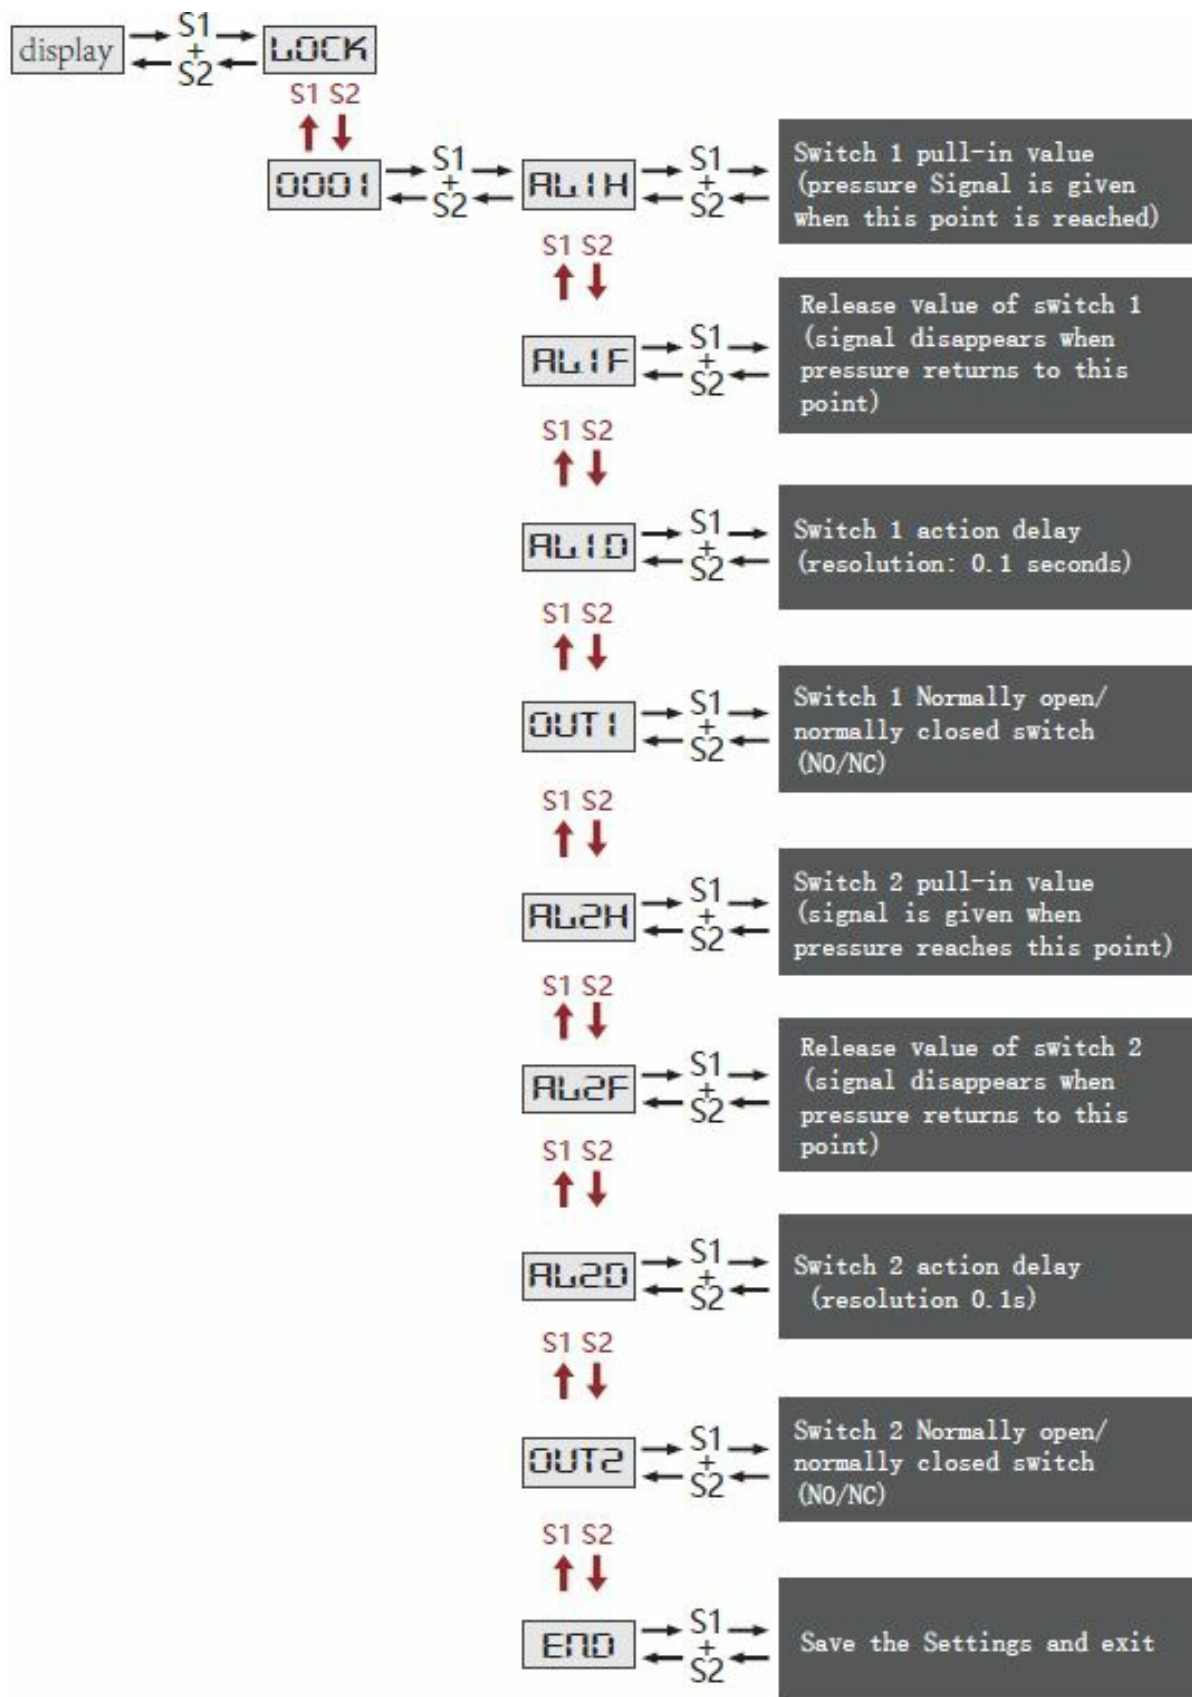 display
S1
+
S2
LOCK
S1 S2
0001
S1
+
S2
AL1H
S1
+
S2
Switch 1 pull-in value
(pressure Signal is given
when this point is reached)
S1 S2
AL1F
S1
+
S2
Release value of switch 1
(signal disappears when
pressure returns to this
point)
S1 S2
AL1D
S1
+
S2
Switch 1 action delay
(resolution: 0.1 seconds)
S1 S2
OUT1
S1
+
S2
Switch 1 Normally open/
normally closed switch
(NO/NC)
S1 S2
AL2H
S1
+
S2
Switch 2 pull-in value
(signal is given when
pressure reaches this point)
S1 S2
AL2F
S1
+
S2
Release value of switch 2
(signal disappears when
pressure returns to this
point)
S1 S2
AL2D
S1
+
S2
Switch 2 action delay
(resolution 0.1s)
S1 S2
OUT2
S1
+
S2
Switch 2 Normally open/
normally closed switch
(NO/NC)
S1 S2
END
S1
+
S2
Save the Settings and exit